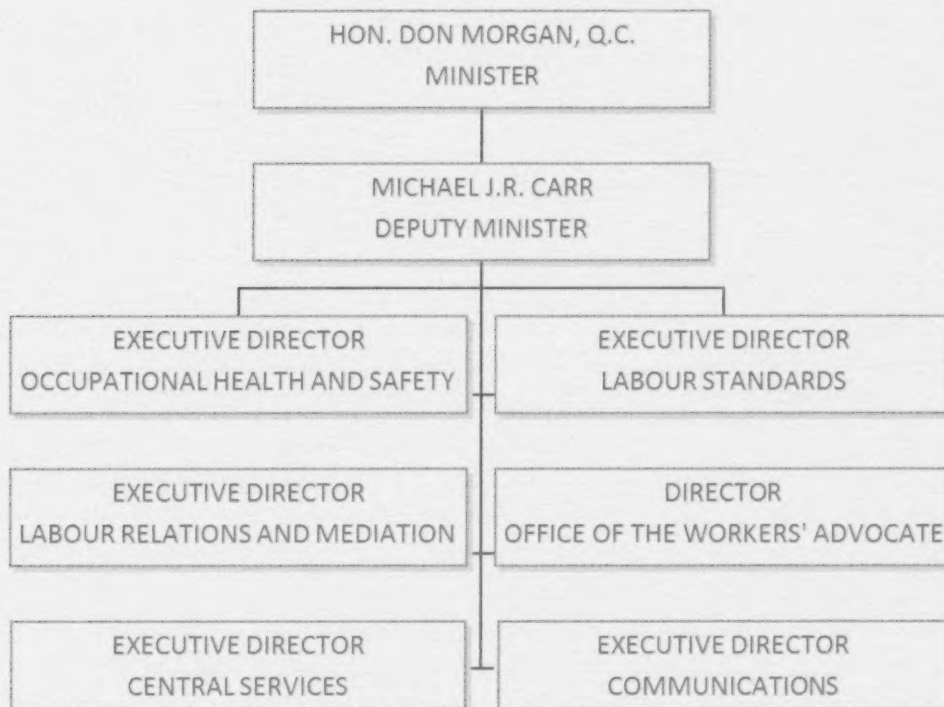 HON. DON MORGAN, Q.C.
MINISTER
MICHAEL J.R. CARR
DEPUTY MINISTER
EXECUTIVE DIRECTOR
OCCUPATIONAL HEALTH AND SAFETY
EXECUTIVE DIRECTOR
LABOUR STANDARDS
EXECUTIVE DIRECTOR
LABOUR RELATIONS AND MEDIATION
DIRECTOR
OFFICE OF THE WORKERS' ADVOCATE
EXECUTIVE DIRECTOR
CENTRAL SERVICES
EXECUTIVE DIRECTOR
COMMUNICATIONS